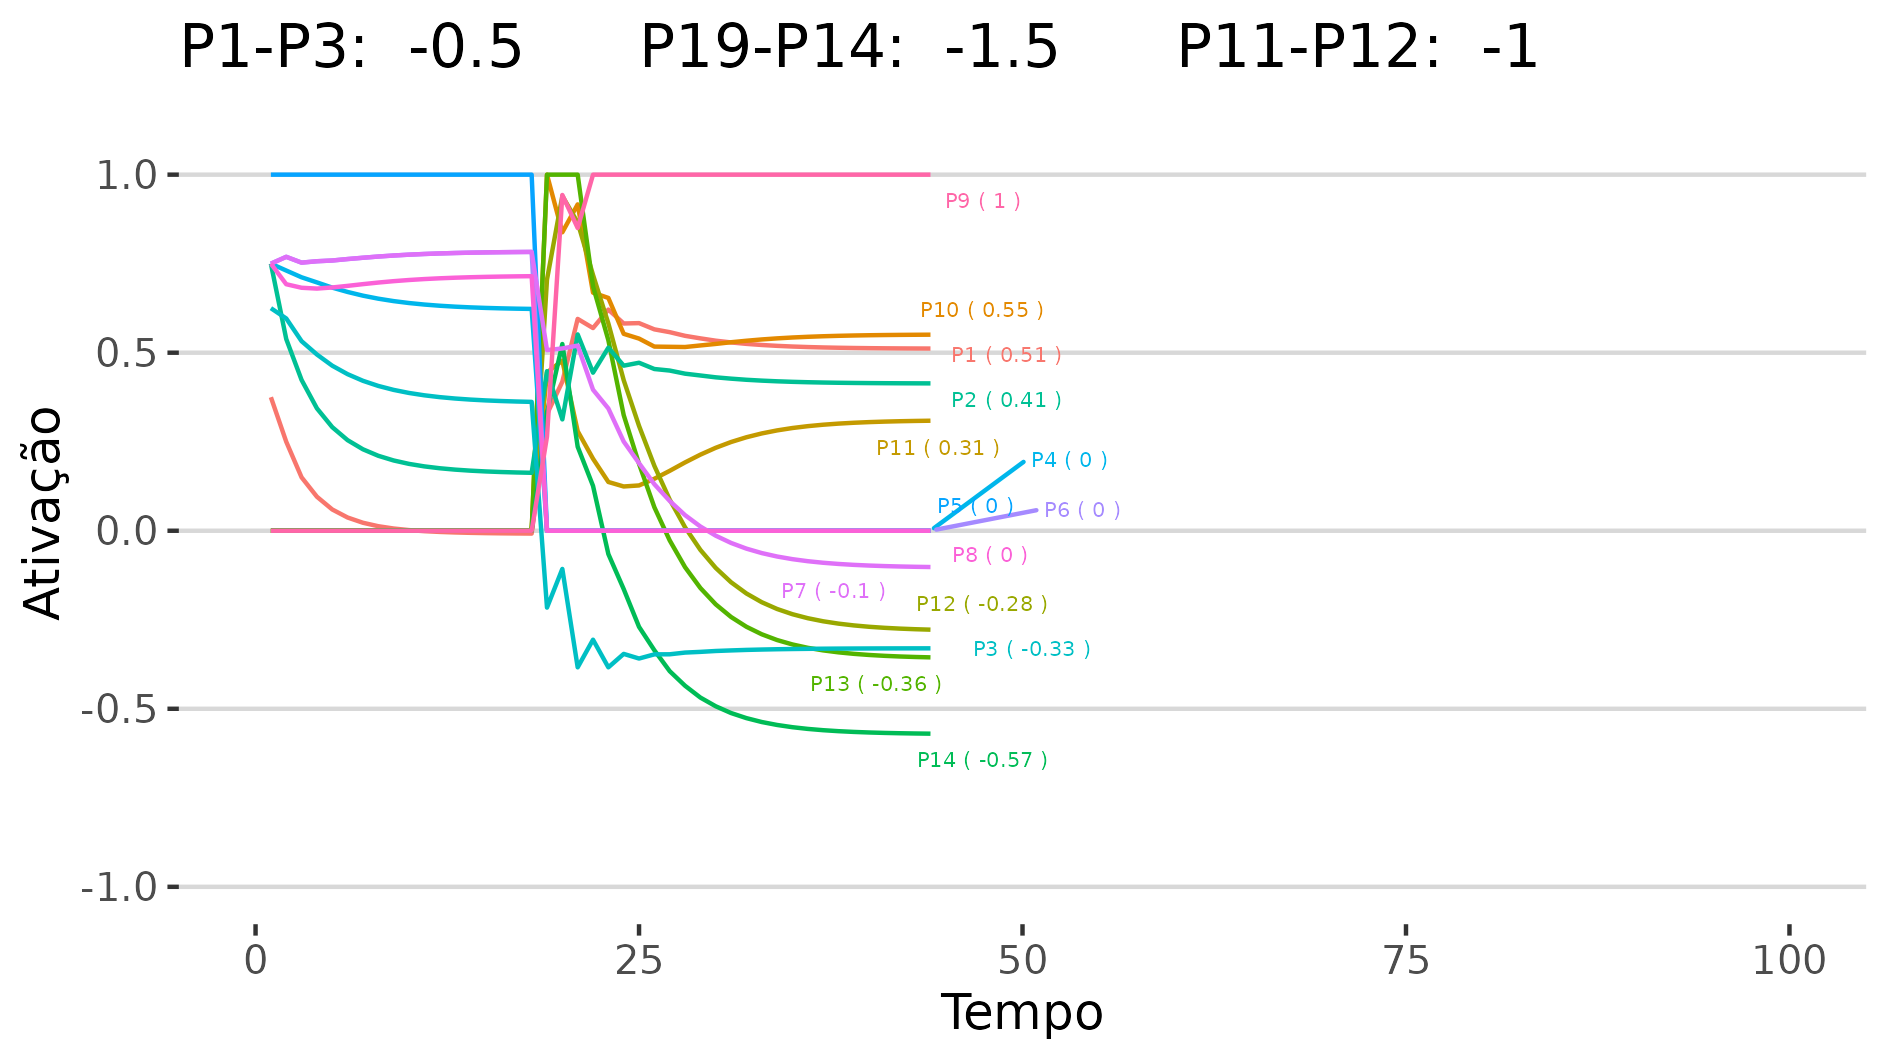 P1-P3: -0.5 P19-P14: -1.5 P11-P12: -1
1.0
0.5
0.0
-0.5
-1.0
Ativação
P9 ( 1 )
P10 ( 0.55 )
P1 ( 0.51 )
P2 ( 0.41 )
P11 ( 0.31 )
P4 ( 0 )
P5 ( 0 )
P6 ( 0 )
P8 ( 0 )
P7 ( -0.1 )
P12 ( -0.28 )
P3 ( -0.33 )
P13 ( -0.36 )
P14 ( -0.57 )
0 25 50 75 100
Tempo